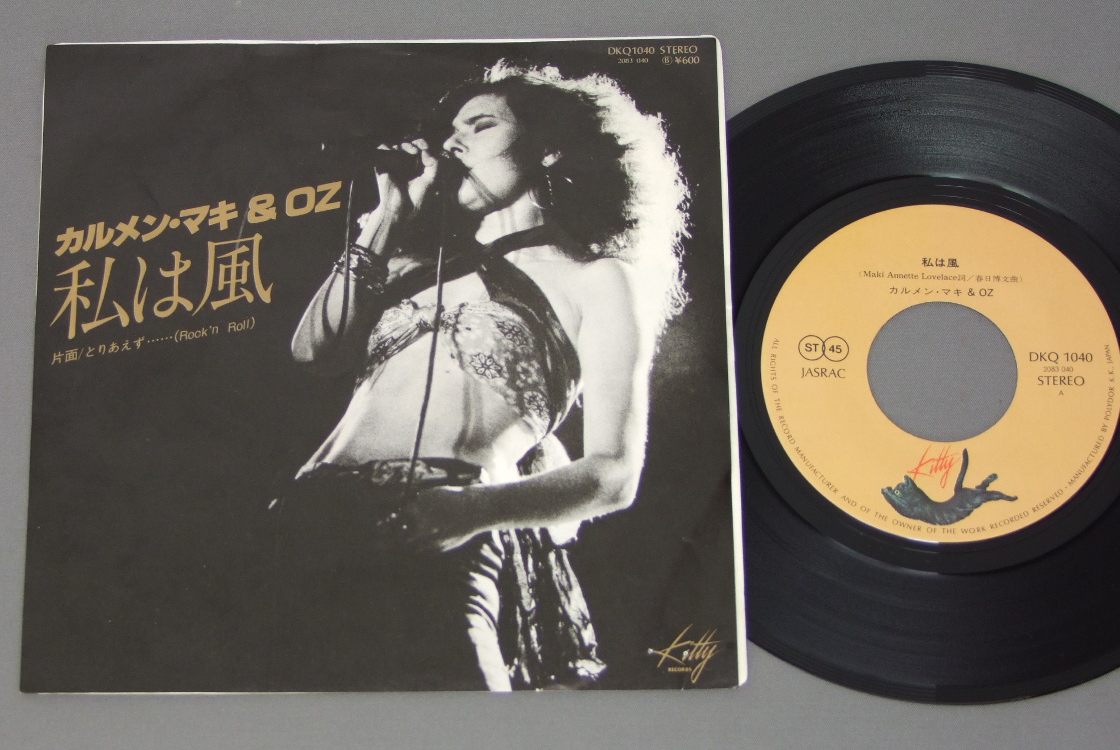 DKQ1040 STEREO
2083 040 Ⓑ ¥600
カルメン・マキ & OZ
私は風
片面/とりあえず……(Rock'n Roll)
Kitty
RECORDS
私は風
(Maki Annette Lovelace詞/春日博文曲)
カルメン・マキ & OZ
ST 45
JASRAC
DKQ 1040
2083 040
STEREO
A
Kitty
ALL RIGHTS OF THE RECORD MANUFACTURER AND OF THE OWNER OF THE WORK RECORDED RESERVED · MANUFACTURED BY POLYDOR K.K. JAPAN